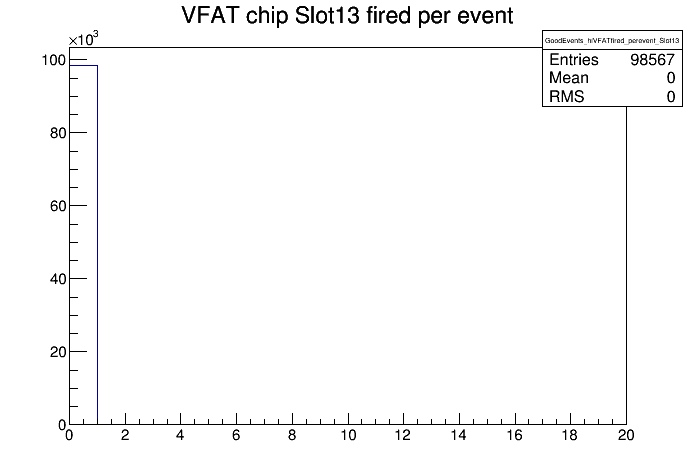 VFAT chip Slot13 fired per event
×10³
GoodEvents_hiVFATfired_perevent_Slot13
Entries 98567
Mean 0
RMS 0
100
80
60
40
20
0
0 2 4 6 8 10 12 14 16 18 20